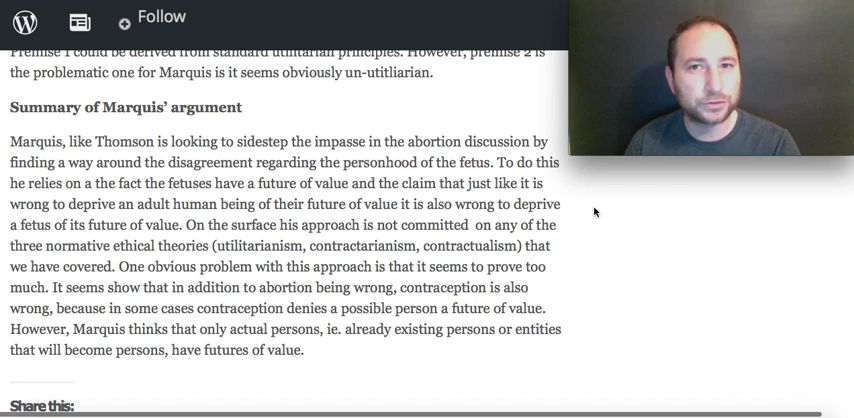 Follow
Premise 1 could be derived from standard utilitarian principles. However, premise 2 is
the problematic one for Marquis is it seems obviously un-utitliarian.
Summary of Marquis' argument
Marquis, like Thomson is looking to sidestep the impasse in the abortion discussion by
finding a way around the disagreement regarding the personhood of the fetus. To do this
he relies on a the fact the fetuses have a future of value and the claim that just like it is
wrong to deprive an adult human being of their future of value it is also wrong to deprive
a fetus of its future of value. On the surface his approach is not committed on any of the
three normative ethical theories (utilitarianism, contractarianism, contractualism) that
we have covered. One obvious problem with this approach is that it seems to prove too
much. It seems show that in addition to abortion being wrong, contraception is also
wrong, because in some cases contraception denies a possible person a future of value.
However, Marquis thinks that only actual persons, ie. already existing persons or entities
that will become persons, have futures of value.
Share this: